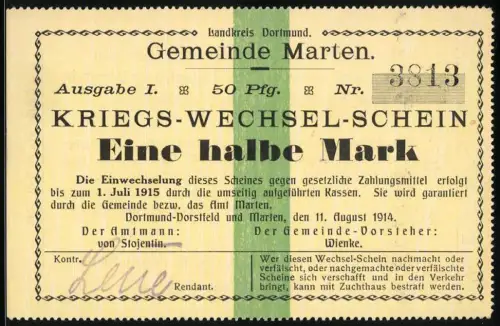 Landkreis Dortmund.
Gemeinde Marten.
Ausgabe I. 50 Pfg. Nr. 3813
KRIEGS-WECHSEL-SCHEIN
Eine halbe Mark
Die Einwechselung dieses Scheines gegen gesetzliche Zahlungsmittel erfolgt
bis zum 1. Juli 1915 durch die umseitig aufgeführten Kassen. Sie wird garantiert
durch die Gemeinde bezw. das Amt Marten.
Dortmund-Dorstfeld und Marten, den 11. August 1914.
Der Amtmann: Der Gemeinde-Vorsteher:
von Stojentin. Wienke.
Kontr.
Rendant.
Wer diesen Wechsel-Schein nachmacht oder
verfälscht, oder nachgemachte oder verfälschte
Scheine sich verschafft und in den Verkehr
bringt, kann mit Zuchthaus bestraft werden.